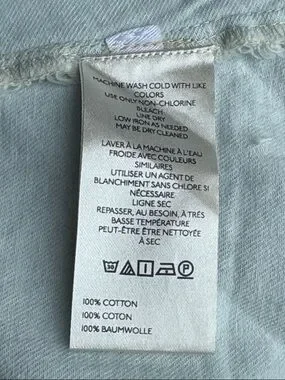 MACHINE WASH COLD WITH LIKE
COLORS
USE ONLY NON-CHLORINE
BLEACH
LINE DRY
LOW IRON AS NEEDED
MAY BE DRY CLEANED
LAVER À LA MACHINE À L'EAU
FROIDE AVEC COULEURS
SIMILAIRES
UTILISER UN AGENT DE
BLANCHIMENT SANS CHLORE SI
NÉCESSAIRE
LIGNE SEC
REPASSER, AU BESOIN, À TRÈS
BASSE TEMPÉRATURE
PEUT-ÊTRE ÊTRE NETTOYÉE
À SEC
30 P
100% COTTON
100% COTON
100% BAUMWOLLE